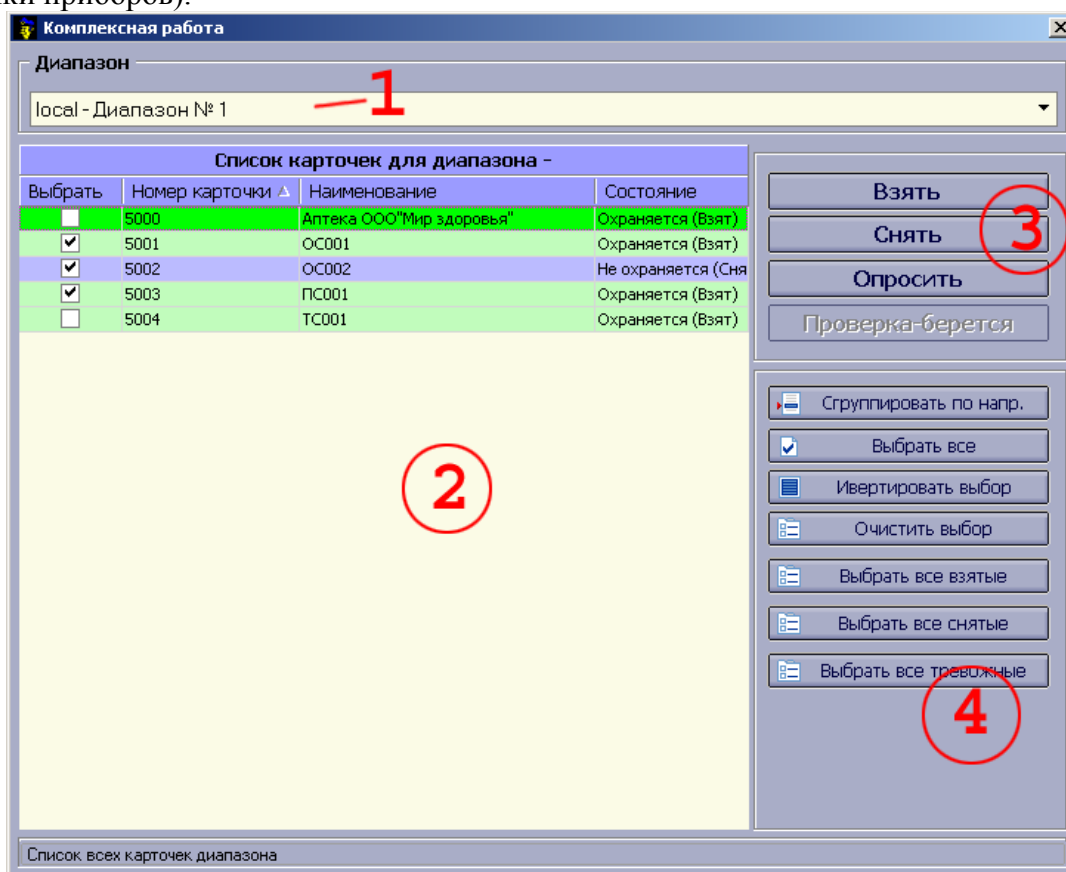 ки приборов).
Комплексная работа
Диапазон
1
local - Диапазон № 1
Список карточек для диапазона -
Выбрать Номер карточки Наименование Состояние
5000 Аптека ООО"Мир здоровья" Охраняется (Взят)
5001 ОС001 Охраняется (Взят)
5002 ОС002 Не охраняется (Сня
5003 ПС001 Охраняется (Взят)
5004 ТС001 Охраняется (Взят)
2
Взять
Снять
3
Опросить
Проверка-берется
Сгруппировать по напр.
Выбрать все
Ивертировать выбор
Очистить выбор
Выбрать все взятые
Выбрать все снятые
Выбрать все тревожные
4
Список всех карточек диапазона